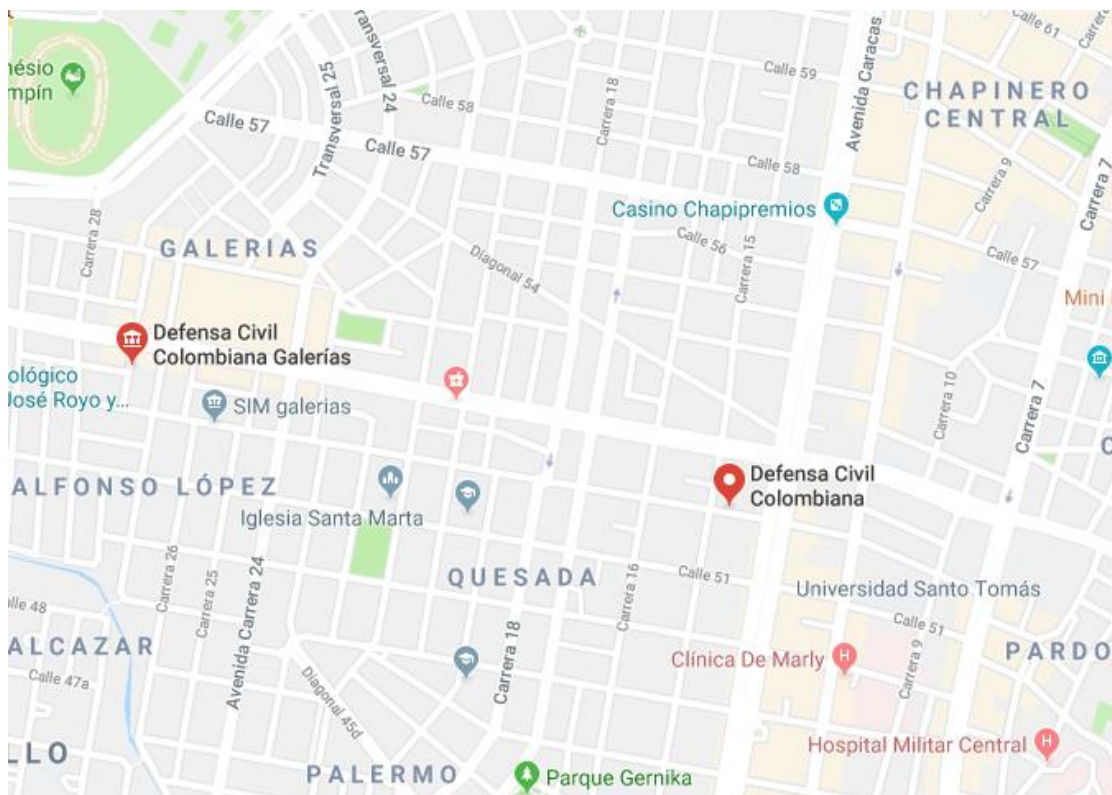 Calle 61
Carrera
Calle 59
Avenida Caracas
nésio
mpín
CHAPINERO
CENTRAL
Transversal 25
Transversal 24
Calle 58
Carrera 18
Calle 57
Calle 57
Calle 58
Carrera 9
Carrera 7
Casino Chapipremios
Carrera 28
GALERIAS
Calle 56
Carrera 15
Diagonal 54
Calle 57
Mini
Defensa Civil
Colombiana Galerías
ológico
José Royo y...
SIM galerias
Carrera 10
Carrera 7
C
Defensa Civil
Colombiana
ALFONSO LÓPEZ
Iglesia Santa Marta
Carrera 26
Carrera 25
Avenida Carrera 24
QUESADA
Carrera 16
Calle 51
Universidad Santo Tomás
alle 48
Calle 51
ALCAZAR
Carrera 18
Clínica De Marly
Carrera 9
PARDO
Calle 47a
Diagonal 45d
Hospital Militar Central
LLO
PALERMO
Parque Gernika